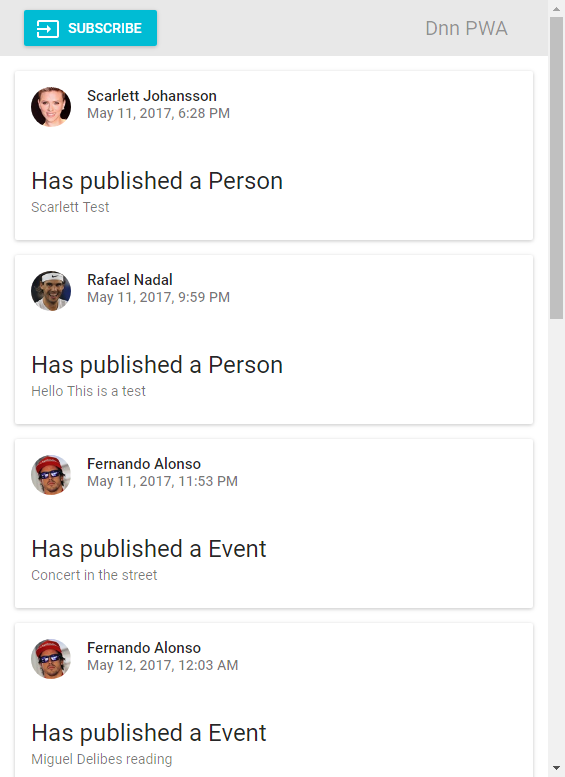 SUBSCRIBE
Dnn PWA
Scarlett Johansson
May 11, 2017, 6:28 PM
Has published a Person
Scarlett Test
Rafael Nadal
May 11, 2017, 9:59 PM
Has published a Person
Hello This is a test
Fernando Alonso
May 11, 2017, 11:53 PM
Has published a Event
Concert in the street
Fernando Alonso
May 12, 2017, 12:03 AM
Has published a Event
Miguel Delibes reading